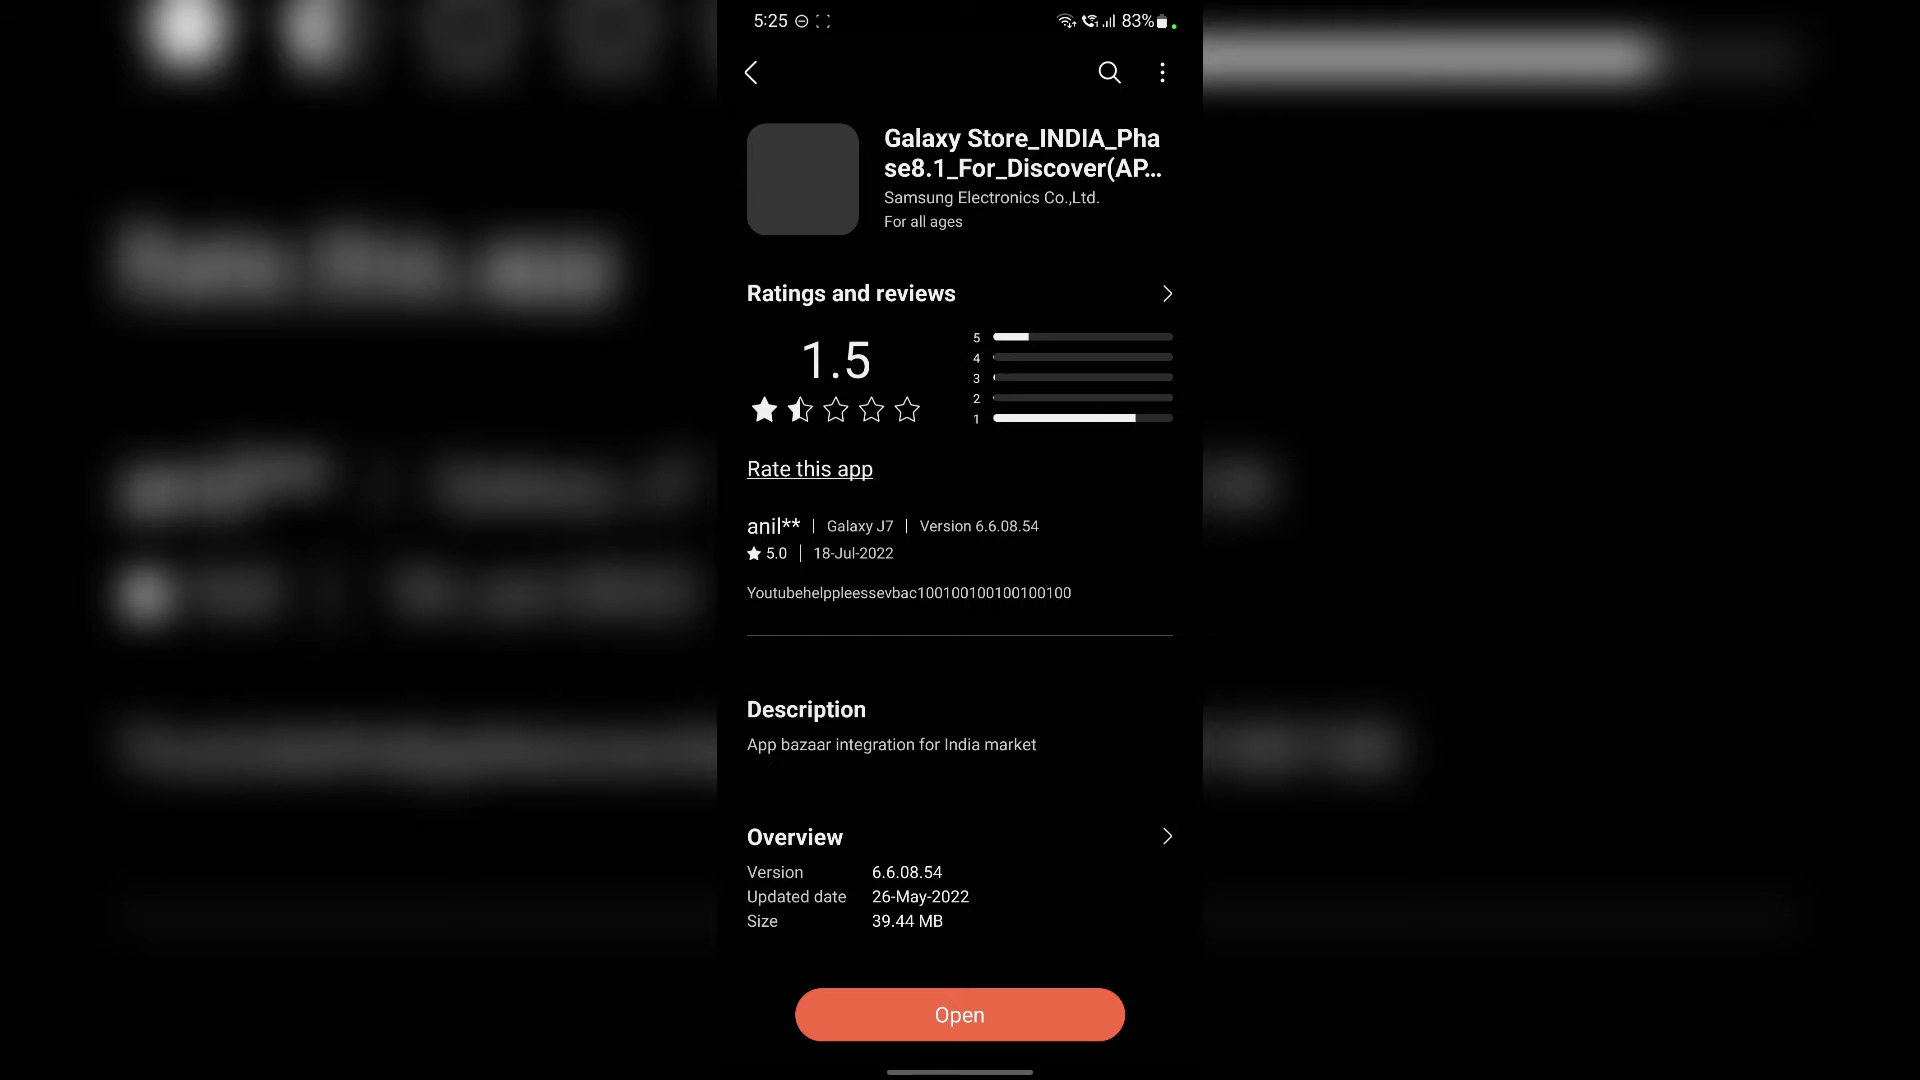 5:25
83%
Galaxy Store_INDIA_Pha
se8.1_For_Discover(AP...
Samsung Electronics Co.,Ltd.
For all ages
Ratings and reviews
1.5
5
4
3
2
1
Rate this app
anil** | Galaxy J7 | Version 6.6.08.54
5.0 | 18-Jul-2022
Youtubehelppleessevbac100100100100100
Description
App bazaar integration for India market
Overview
Version 6.6.08.54
Updated date 26-May-2022
Size 39.44 MB
Open